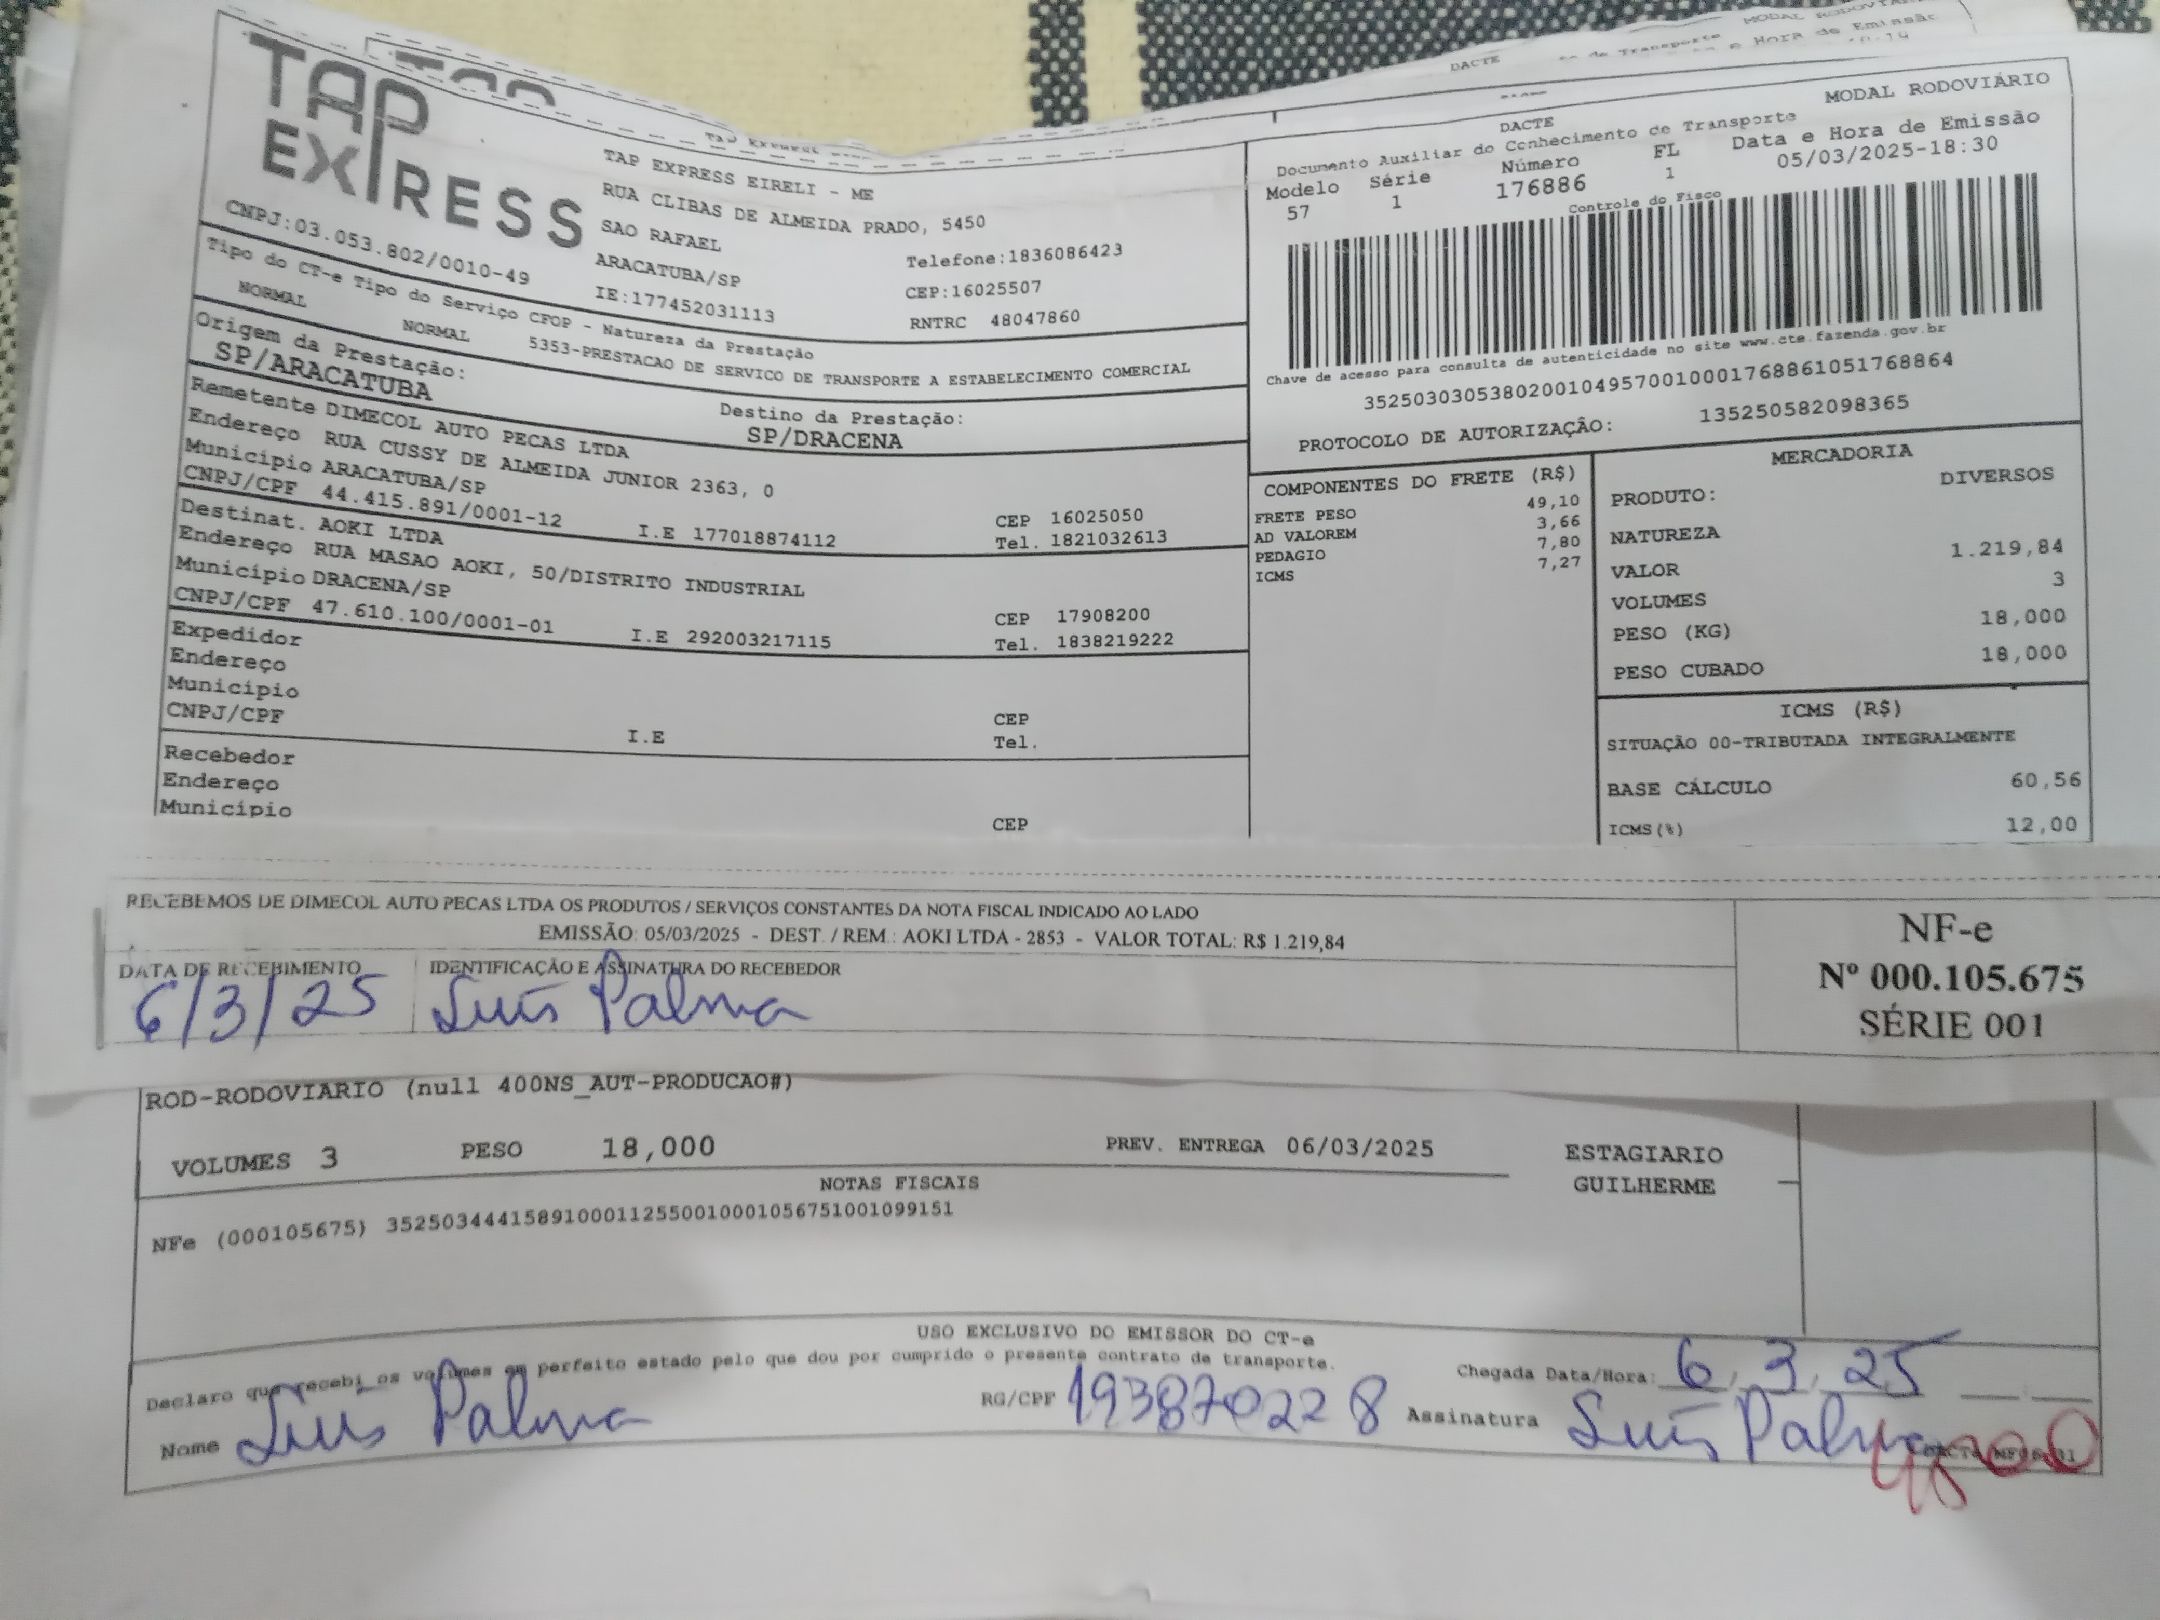 TAP
EXPRESS
TAP EXPRESS EIRELI - ME
RUA CLIBAS DE ALMEIDA PRADO, 5450
SAO RAFAEL
ARACATUBA/SP
Telefone:1836086423
CEP:16025507
CNPJ:03.053.802/0010-49
IE:177452031113
RNTRC 48047860
Tipo do CT-e Tipo do Serviço CFOP - Natureza da Prestação
NORMAL NORMAL 5353-PRESTACAO DE SERVICO DE TRANSPORTE A ESTABELECIMENTO COMERCIAL
Origem da Prestação:
SP/ARACATUBA
Destino da Prestação:
SP/DRACENA
Remetente DIMECOL AUTO PECAS LTDA
Endereço RUA CUSSY DE ALMEIDA JUNIOR 2363, 0
Municipio ARACATUBA/SP CEP 16025050
CNPJ/CPF 44.415.891/0001-12 I.E 177018874112 Tel. 1821032613
Destinat. AOKI LTDA
Endereço RUA MASAO AOKI, 50/DISTRITO INDUSTRIAL
Município DRACENA/SP CEP 17908200
CNPJ/CPF 47.610.100/0001-01 I.E 292003217115 Tel. 1838219222
Expedidor
Endereço
Município CEP
CNPJ/CPF I.E Tel.
Recebedor
Endereço
Município CEP
DACTE MODAL RODOVIÁRIO
Documento Auxiliar do Conhecimento de Transporte
Modelo Série Número FL Data e Hora de Emissão
57 1 176886 1 05/03/2025-18:30
Controle do Fisco
Chave de acesso para consulta de autenticidade no site www.cte.fazenda.gov.br
35250303053802001049570010001768861051768864
PROTOCOLO DE AUTORIZAÇÃO: 135250582098365
COMPONENTES DO FRETE (R$)
FRETE PESO 49,10
AD VALOREM 3,66
PEDAGIO 7,80
ICMS 7,27
MERCADORIA
PRODUTO: DIVERSOS
NATUREZA
VALOR 1.219,84
VOLUMES 3
PESO (KG) 18,000
PESO CUBADO 18,000
ICMS (R$)
SITUAÇÃO 00-TRIBUTADA INTEGRALMENTE
BASE CÁLCULO 60,56
ICMS(%) 12,00
RECEBEMOS DE DIMECOL AUTO PECAS LTDA OS PRODUTOS / SERVIÇOS CONSTANTES DA NOTA FISCAL INDICADO AO LADO
EMISSÃO: 05/03/2025 - DEST. / REM.: AOKI LTDA - 2853 - VALOR TOTAL: R$ 1.219,84
DATA DE RECEBIMENTO IDENTIFICAÇÃO E ASSINATURA DO RECEBEDOR
6/3/25 Luís Palma
NF-e
Nº 000.105.675
SÉRIE 001
ROD-RODOVIARIO (null 400NS_AUT-PRODUCAO#)
VOLUMES 3 PESO 18,000 PREV. ENTREGA 06/03/2025
ESTAGIARIO
GUILHERME
NOTAS FISCAIS
NFe (000105675) 35250344415891000112550010001056751001099151
USO EXCLUSIVO DO EMISSOR DO CT-e
Declaro que recebi os volumes em perfeito estado pelo que dou por cumprido o presente contrato de transporte.
Chegada Data/Hora: 6, 3, 25
Nome Luís Palma RG/CPF 193870228 Assinatura Luís Palma